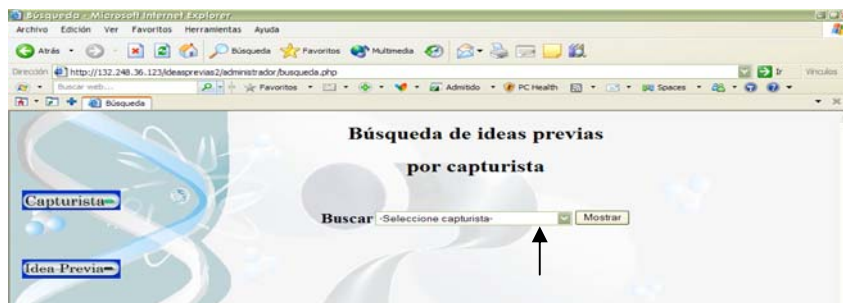 Búsqueda - Microsoft Internet Explorer
Archivo Edición Ver Favoritos Herramientas Ayuda
Atrás Búsqueda Favoritos Multimedia
Dirección http://132.248.36.123/ideasprevias2/administrador/busqueda.php Ir Vínculos
Buscar web... Favoritos Admitido PC Health Spaces
Búsqueda
Búsqueda de ideas previas
por capturista
Capturista
Buscar -Seleccione capturista- Mostrar
Idea Previa